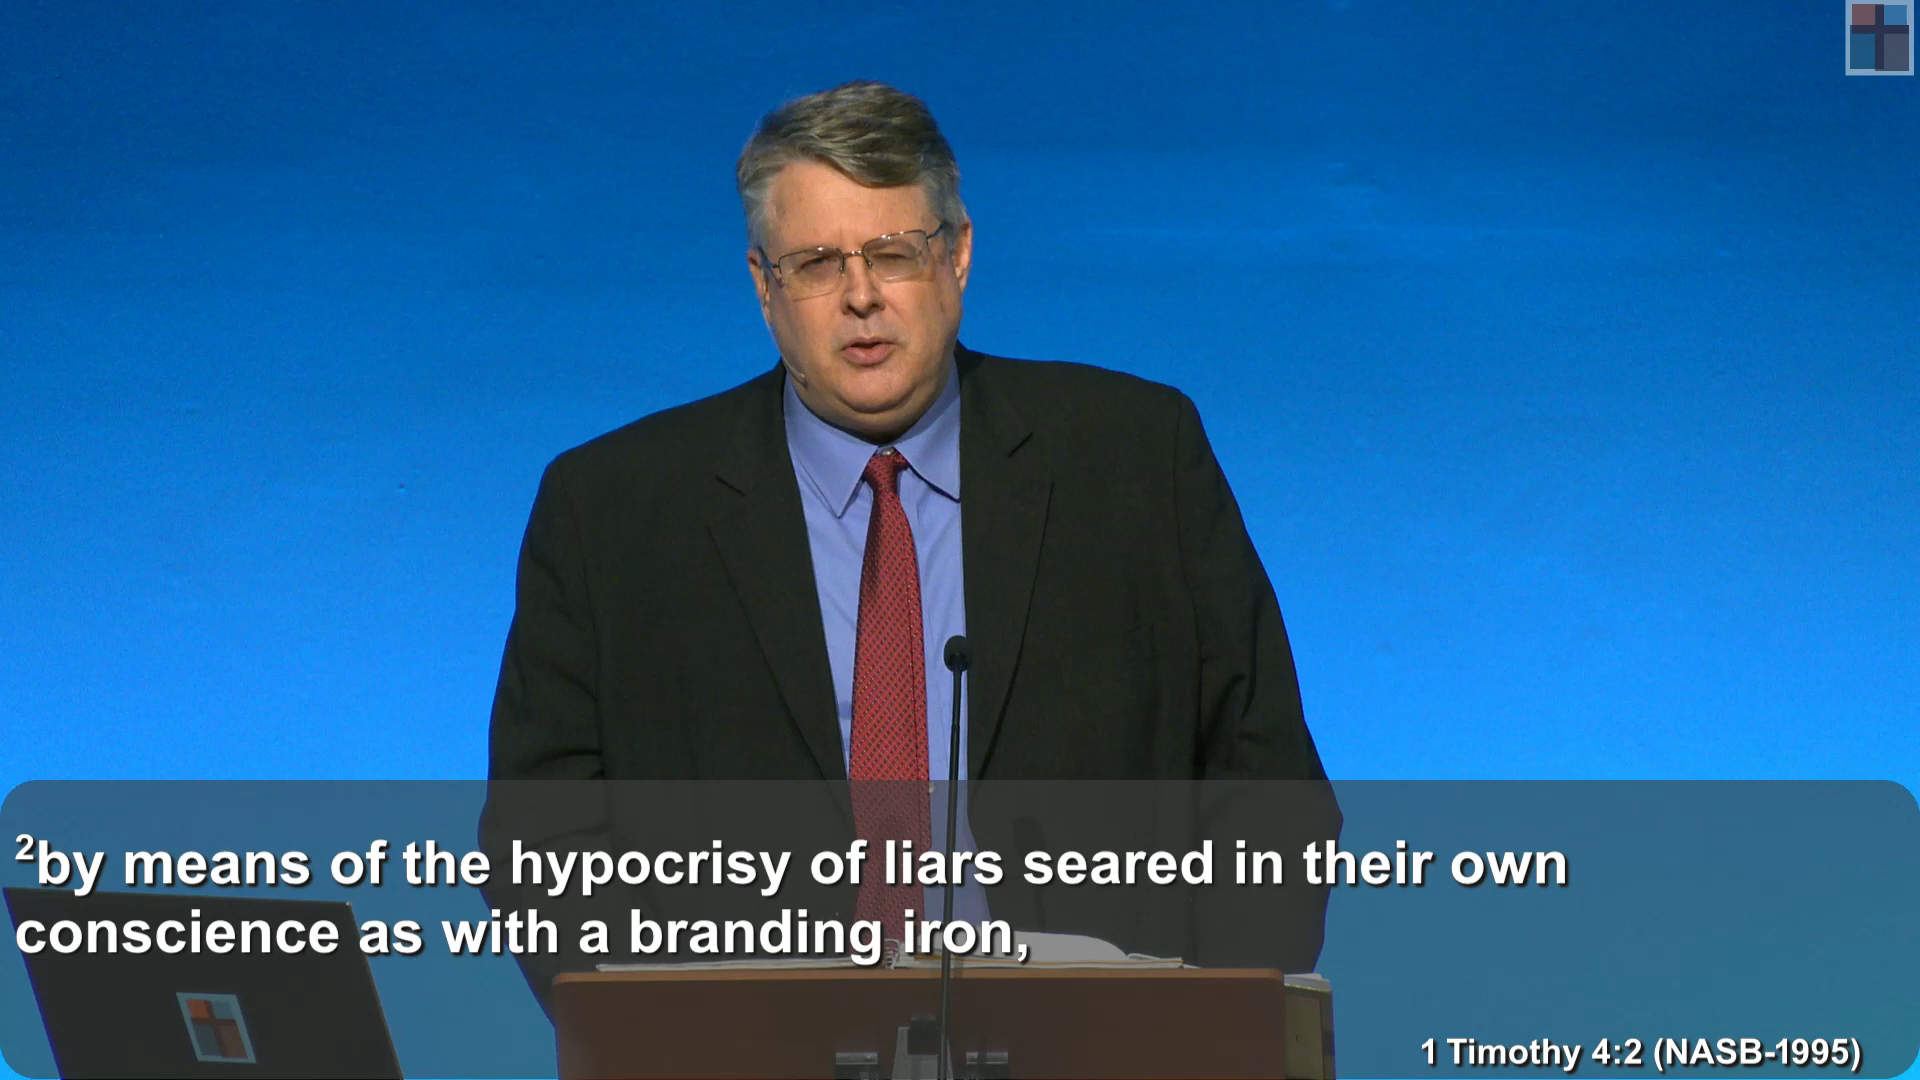 ²by means of the hypocrisy of liars seared in their own
conscience as with a branding iron,
1 Timothy 4:2 (NASB-1995)